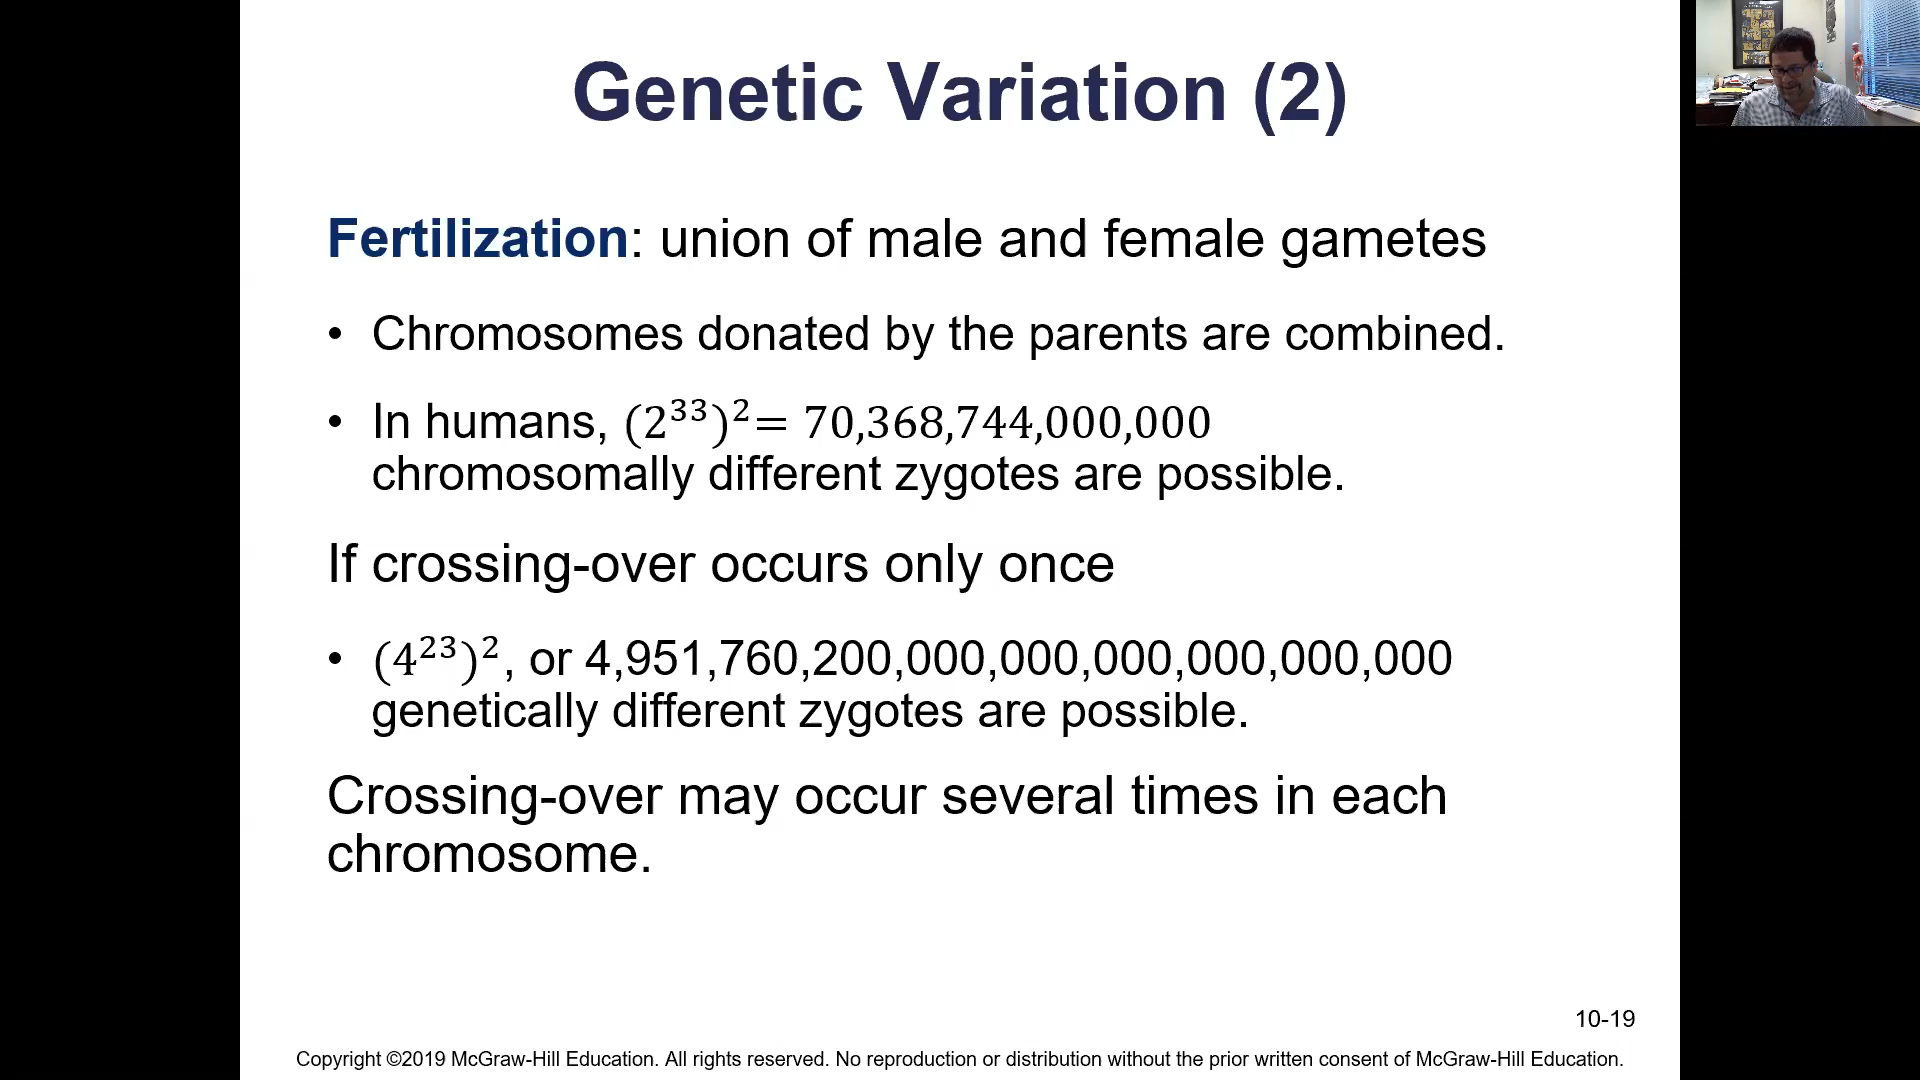 Genetic Variation (2)
Fertilization: union of male and female gametes
• Chromosomes donated by the parents are combined.
• In humans, (2³³)²= 70,368,744,000,000
chromosomally different zygotes are possible.
If crossing-over occurs only once
• (4²³)², or 4,951,760,200,000,000,000,000,000,000
genetically different zygotes are possible.
Crossing-over may occur several times in each
chromosome.
10-19
Copyright ©2019 McGraw-Hill Education. All rights reserved. No reproduction or distribution without the prior written consent of McGraw-Hill Education.